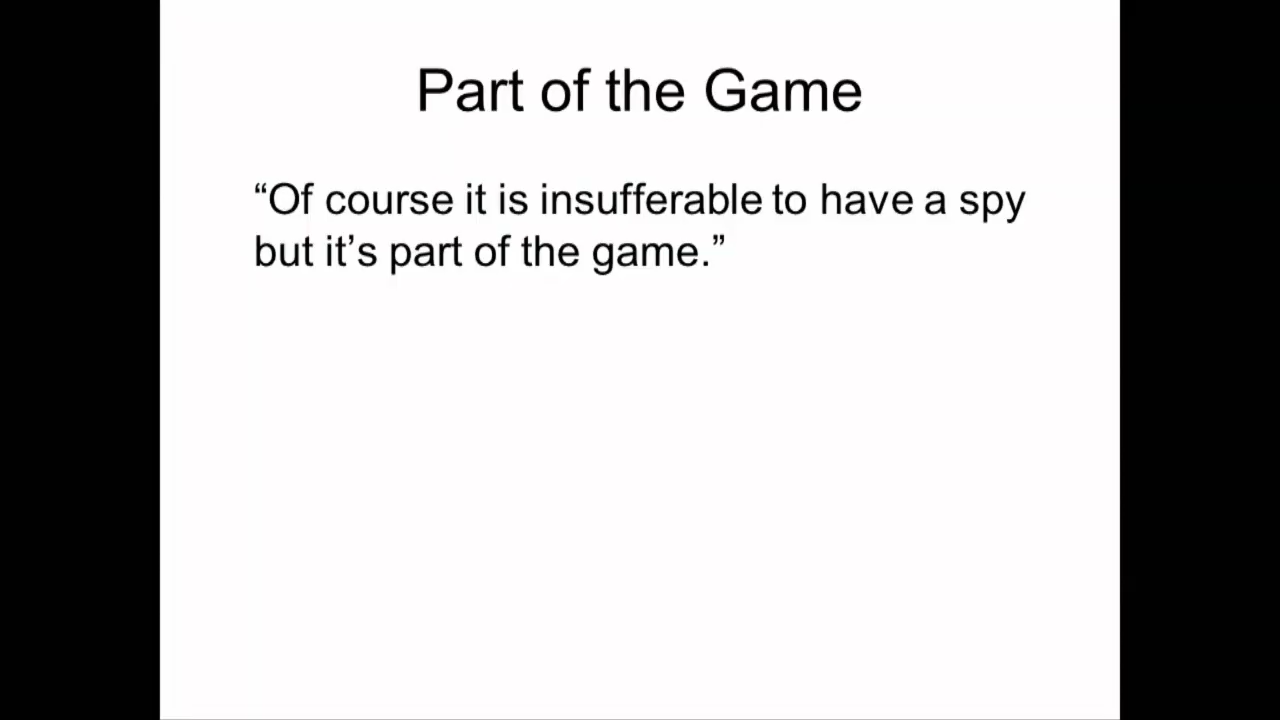 Part of the Game
“Of course it is insufferable to have a spy
but it’s part of the game.”